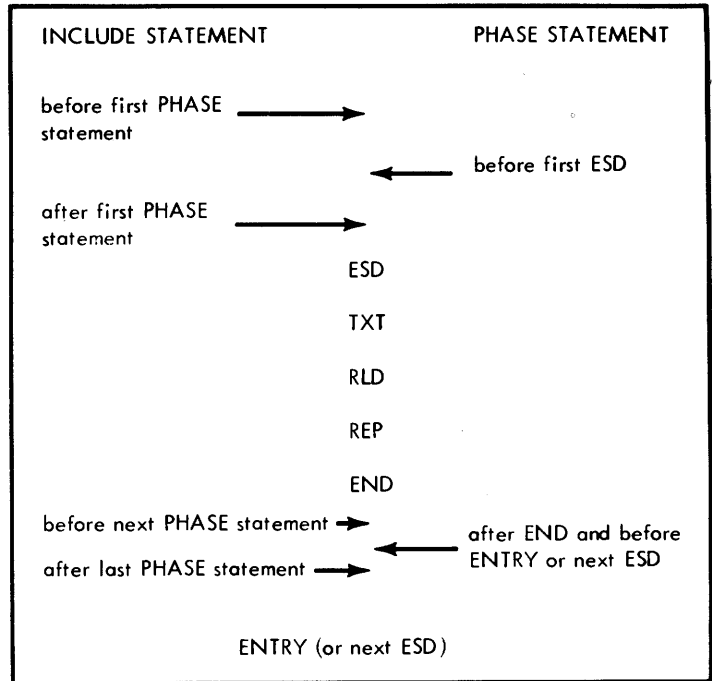 INCLUDE STATEMENT
PHASE STATEMENT
before first PHASE
statement
before first ESD
after first PHASE
statement
ESD
TXT
RLD
REP
END
before next PHASE statement
after END and before
ENTRY or next ESD
after last PHASE statement
ENTRY (or next ESD)